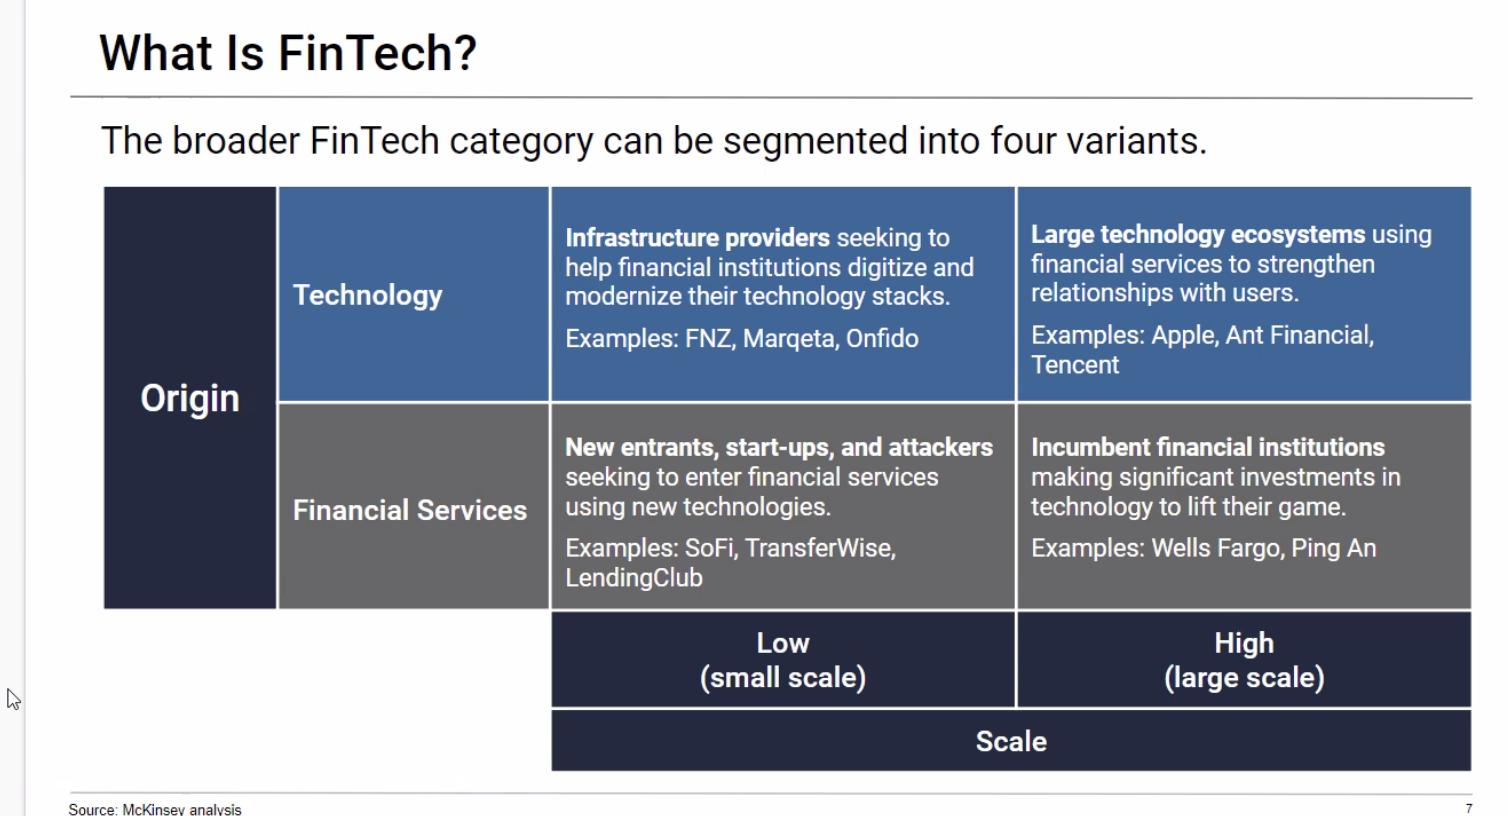 What Is FinTech?
The broader FinTech category can be segmented into four variants.
Origin
Technology
Infrastructure providers seeking to
help financial institutions digitize and
modernize their technology stacks.
Examples: FNZ, Marqeta, Onfido
Large technology ecosystems using
financial services to strengthen
relationships with users.
Examples: Apple, Ant Financial,
Tencent
Financial Services
New entrants, start-ups, and attackers
seeking to enter financial services
using new technologies.
Examples: SoFi, TransferWise,
LendingClub
Incumbent financial institutions
making significant investments in
technology to lift their game.
Examples: Wells Fargo, Ping An
Low
(small scale)
High
(large scale)
Scale
Source: McKinsey analysis
7